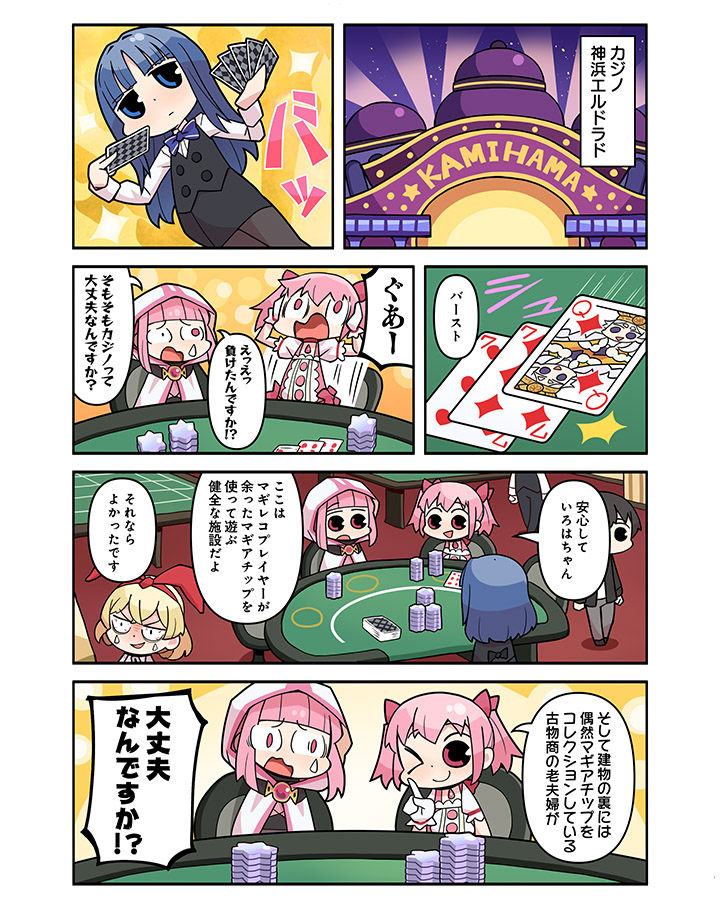 カジノ
神浜エルドラド
KAMIHAMA
バッ
シュ
バースト
Q
Q
7
7
7
7
ぐあー
えっえっ
負けたんですか!?
そもそもカジノって
大丈夫なんですか?
安心して
いろはちゃん
ここは
マギレコプレイヤーが
余ったマギアチップを
使って遊ぶ
健全な施設だよ
それなら
よかったです
そして建物の裏には
偶然マギアチップを
コレクションしている
古物商の老夫婦が
大丈夫
なんですか!?